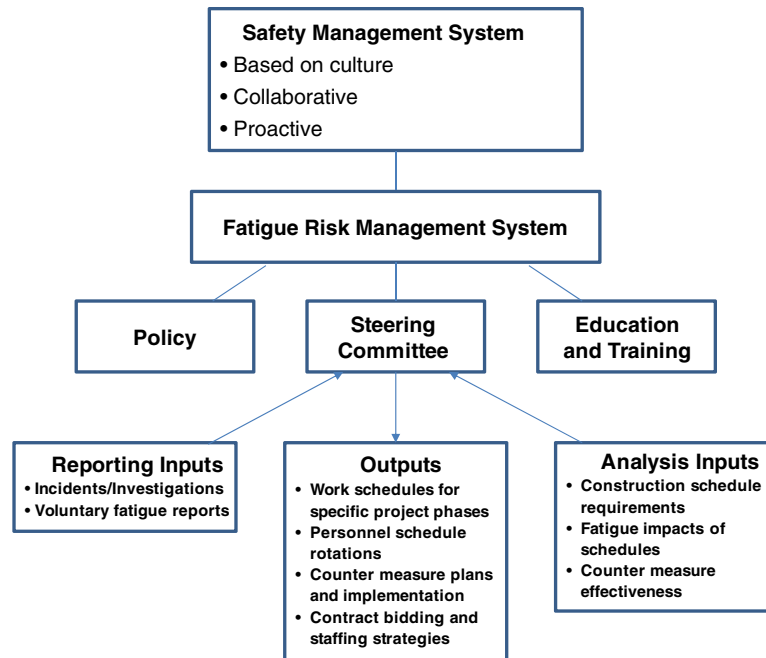 Safety Management System
• Based on culture
• Collaborative
• Proactive
Fatigue Risk Management System
Policy
Steering
Committee
Education
and Training
Reporting Inputs
• Incidents/Investigations
• Voluntary fatigue reports
Outputs
• Work schedules for
specific project phases
• Personnel schedule
rotations
• Counter measure plans
and implementation
• Contract bidding and
staffing strategies
Analysis Inputs
• Construction schedule
requirements
• Fatigue impacts of
schedules
• Counter measure
effectiveness